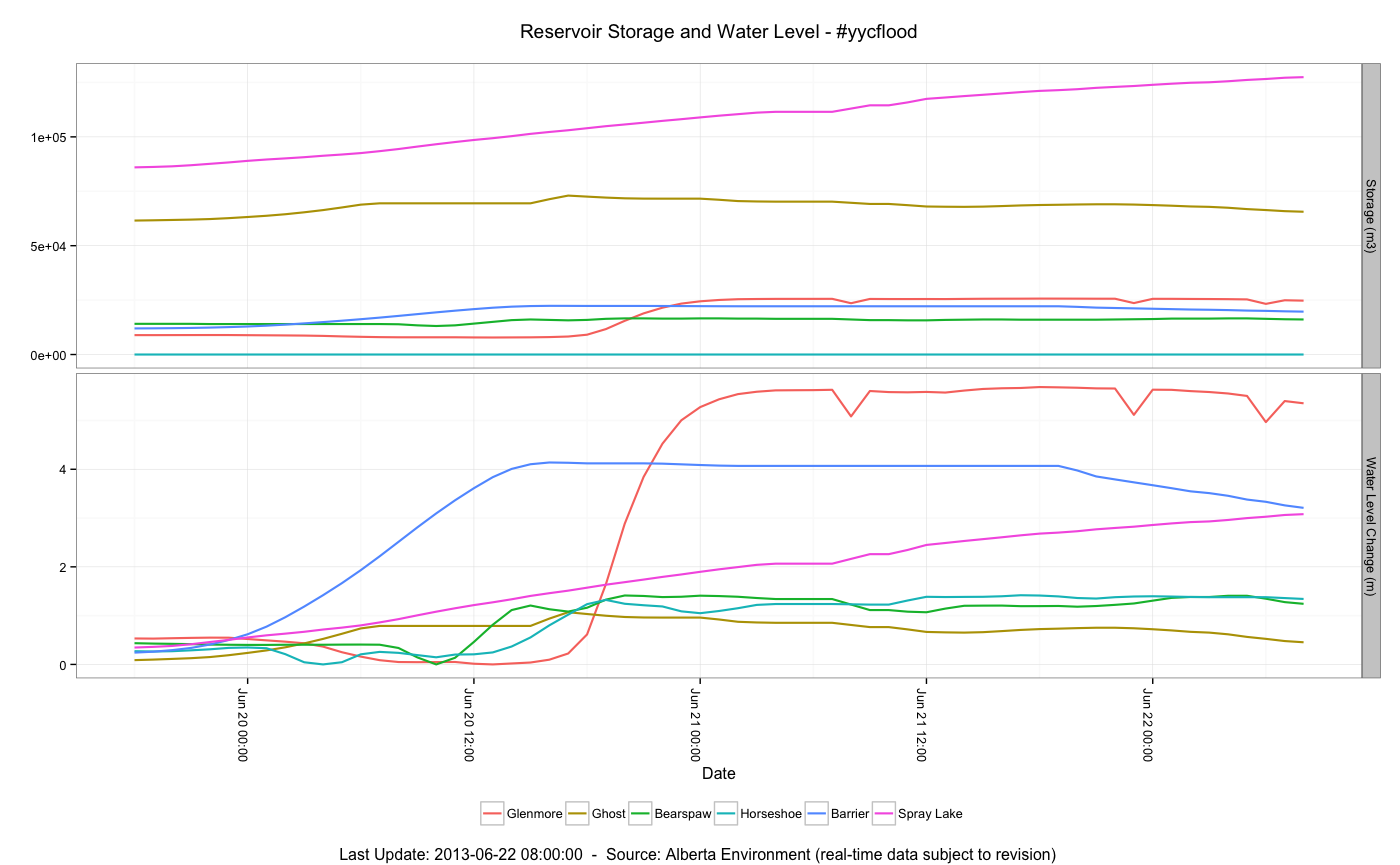 Reservoir Storage and Water Level - #yycflood
1e+05
5e+04
0e+00
Storage (m3)
4
2
0
Water Level Change (m)
Jun 20 00:00
Jun 20 12:00
Jun 21 00:00
Jun 21 12:00
Jun 22 00:00
Date
Glenmore Ghost Bearspaw Horseshoe Barrier Spray Lake
Last Update: 2013-06-22 08:00:00 - Source: Alberta Environment (real-time data subject to revision)